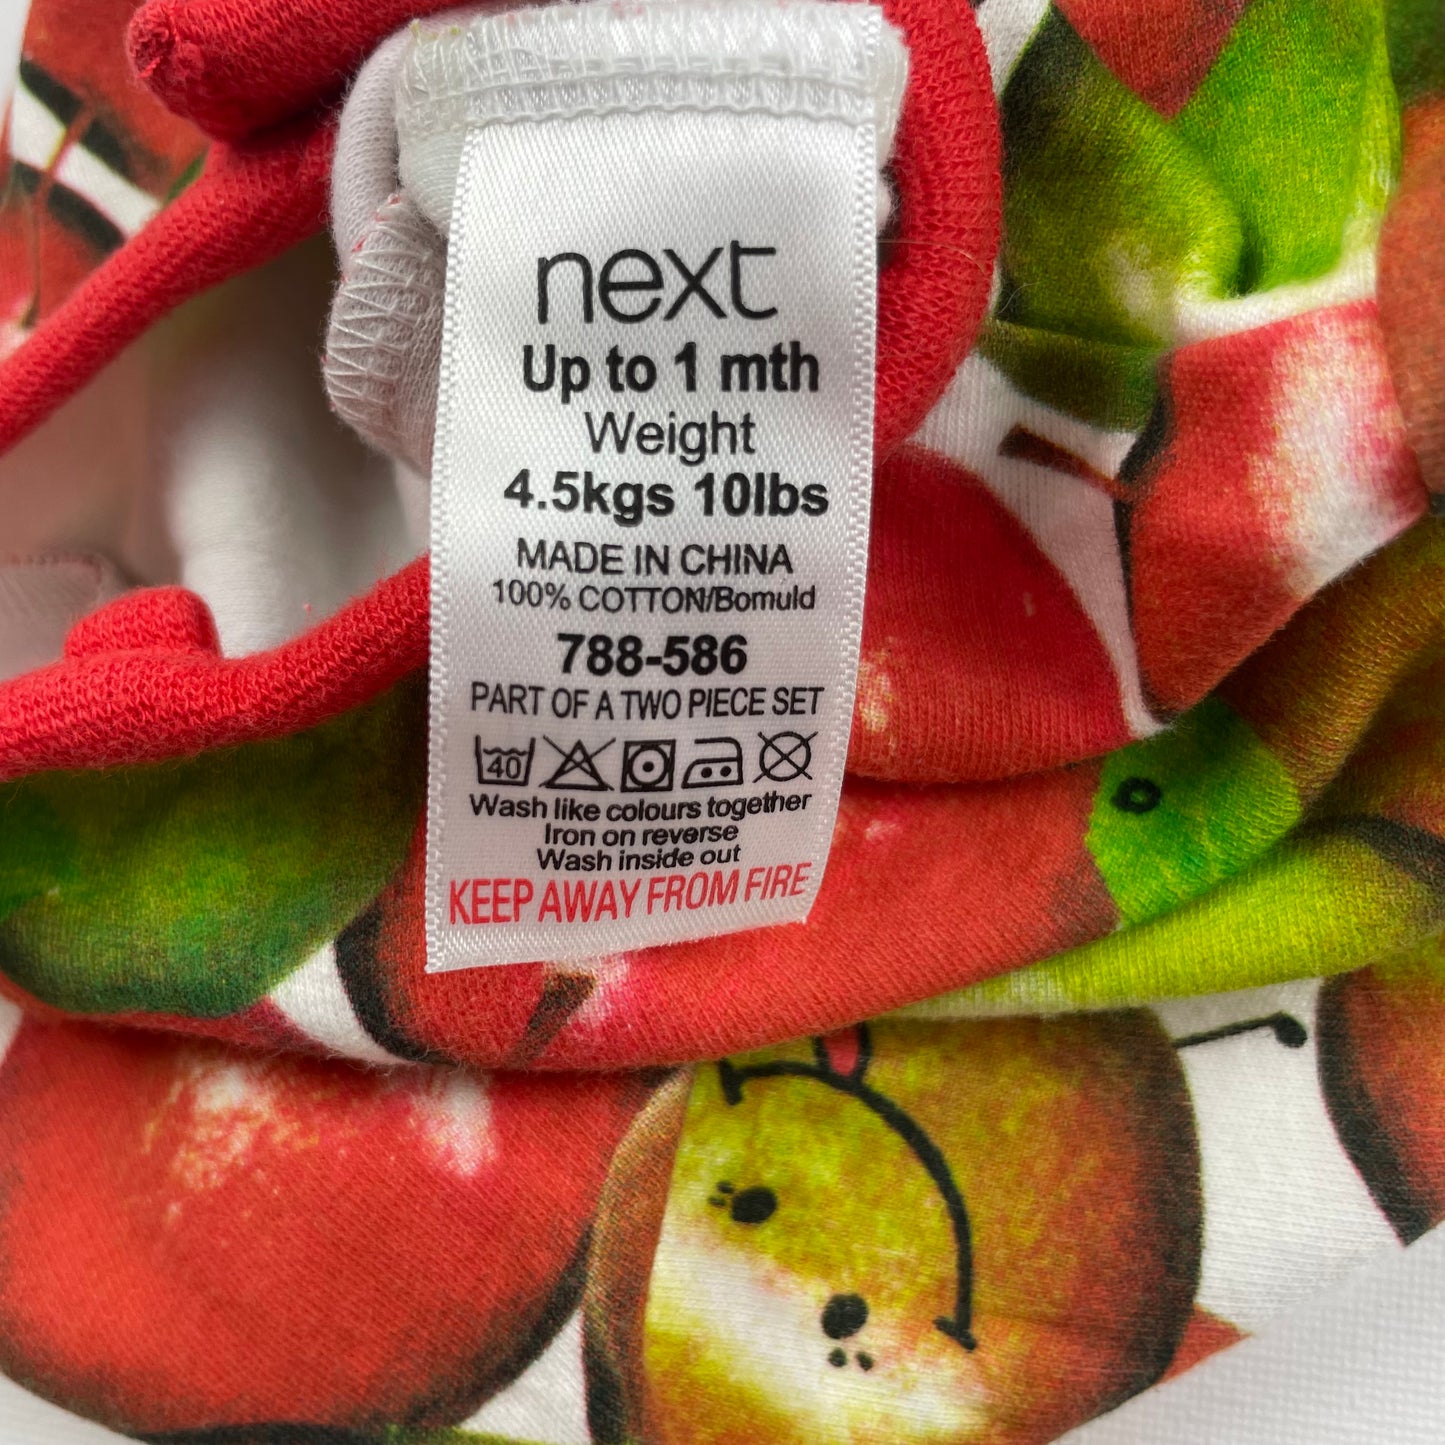 next
Up to 1 mth
Weight
4.5kgs 10lbs
MADE IN CHINA
100% COTTON/Bomuld
788-586
PART OF A TWO PIECE SET
40
Wash like colours together
Iron on reverse
Wash inside out
KEEP AWAY FROM FIRE